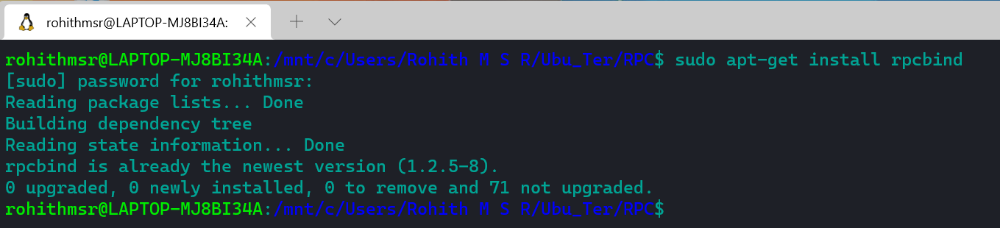 rohithmsr@LAPTOP-MJ8BI34A:
rohithmsr@LAPTOP-MJ8BI34A:/mnt/c/Users/Rohith M S R/Ubu_Ter/RPC$ sudo apt-get install rpcbind
[sudo] password for rohithmsr:
Reading package lists... Done
Building dependency tree
Reading state information... Done
rpcbind is already the newest version (1.2.5-8).
0 upgraded, 0 newly installed, 0 to remove and 71 not upgraded.
rohithmsr@LAPTOP-MJ8BI34A:/mnt/c/Users/Rohith M S R/Ubu_Ter/RPC$